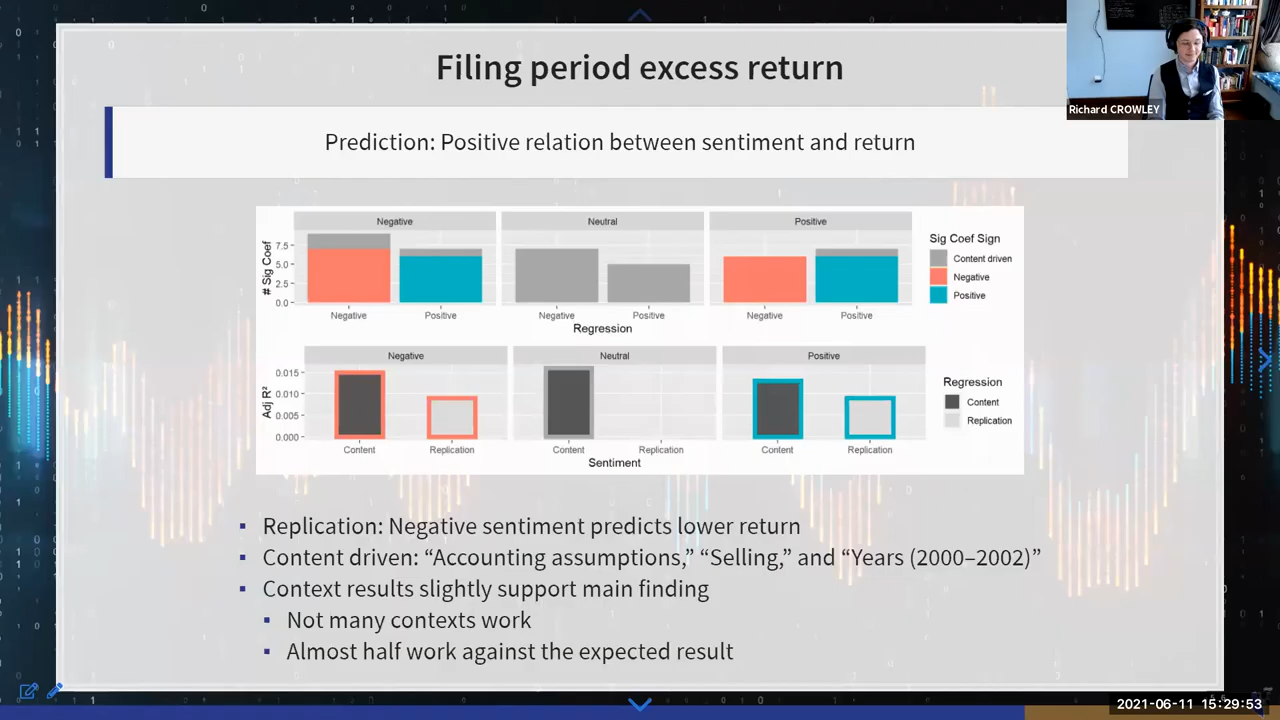 Filing period excess return
Richard CROWLEY
Prediction: Positive relation between sentiment and return
Negative
Neutral
Positive
# Sig Coef
7.5
5.0
2.5
0.0
Negative
Positive
Negative
Positive
Negative
Positive
Regression
Sig Coef Sign
Content driven
Negative
Positive
Negative
Neutral
Positive
Adj R²
0.015
0.010
0.005
0.000
Content
Replication
Content
Replication
Content
Replication
Sentiment
Regression
Content
Replication
▪ Replication: Negative sentiment predicts lower return
▪ Content driven: “Accounting assumptions,” “Selling,” and “Years (2000–2002)”
▪ Context results slightly support main finding
▪ Not many contexts work
▪ Almost half work against the expected result
2021-06-11 15:29:53